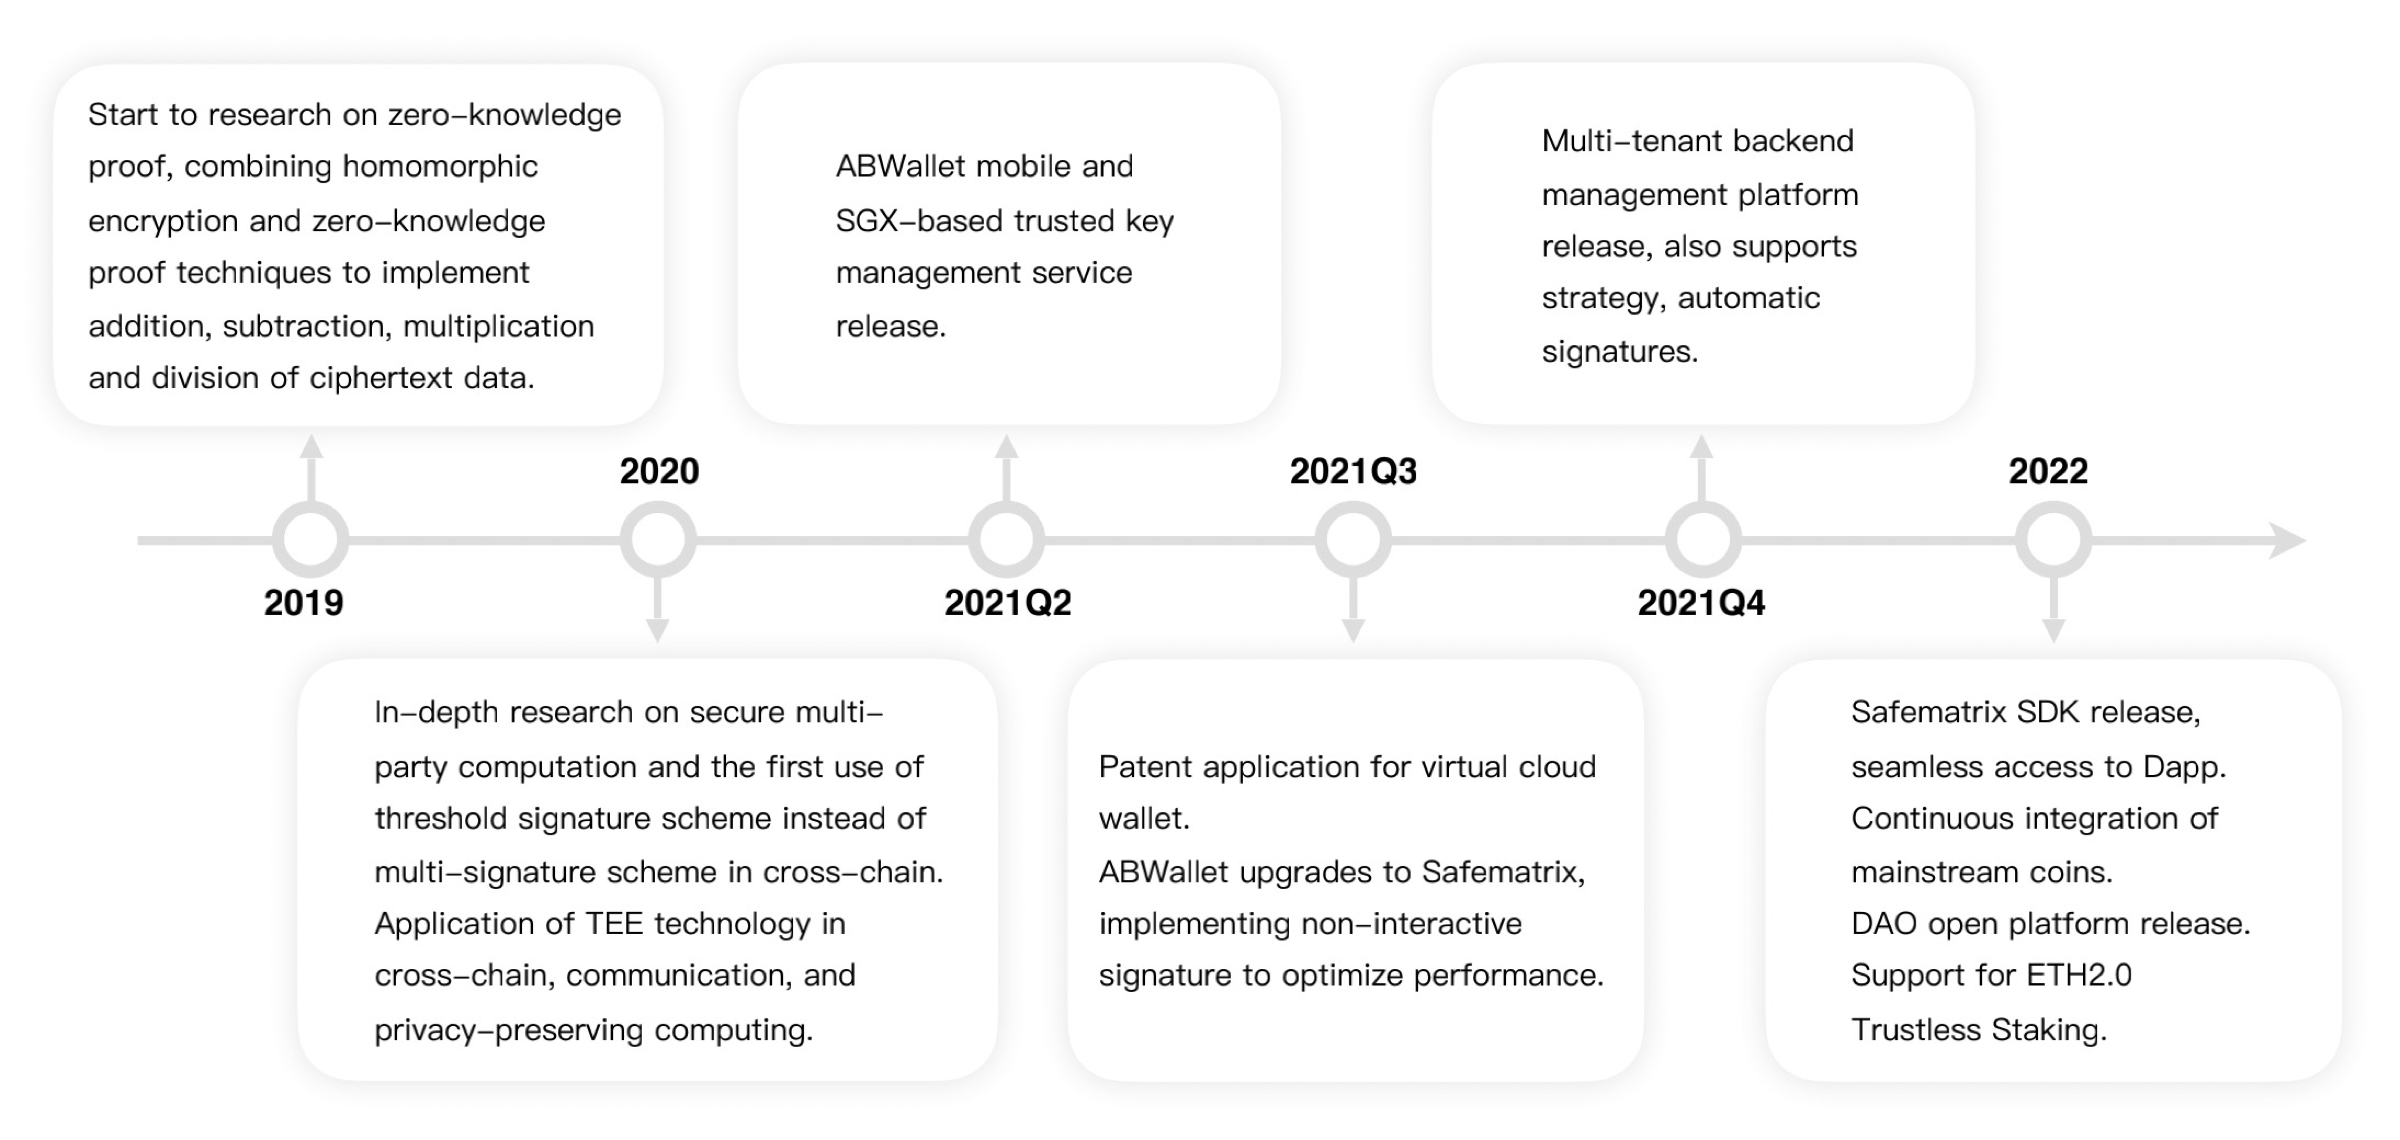 Start to research on zero-knowledge
proof, combining homomorphic
encryption and zero-knowledge
proof techniques to implement
addition, subtraction, multiplication
and division of ciphertext data.
ABWallet mobile and
SGX-based trusted key
management service
release.
Multi-tenant backend
management platform
release, also supports
strategy, automatic
signatures.
2020
2021Q3
2022
2019
2021Q2
2021Q4
In-depth research on secure multi-
party computation and the first use of
threshold signature scheme instead of
multi-signature scheme in cross-chain.
Application of TEE technology in
cross-chain, communication, and
privacy-preserving computing.
Patent application for virtual cloud
wallet.
ABWallet upgrades to Safematrix,
implementing non-interactive
signature to optimize performance.
Safematrix SDK release,
seamless access to Dapp.
Continuous integration of
mainstream coins.
DAO open platform release.
Support for ETH2.0
Trustless Staking.